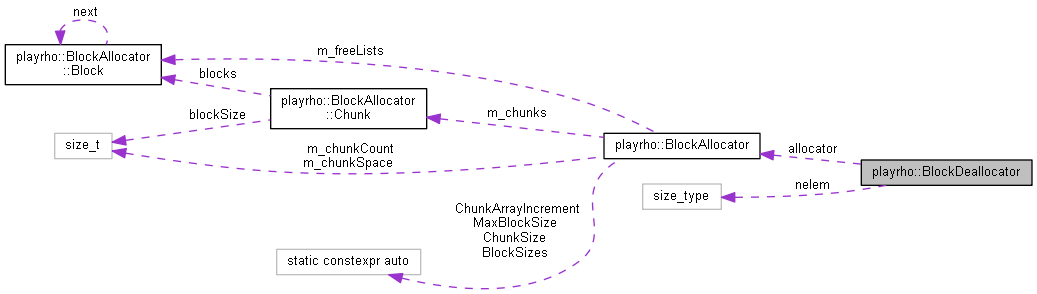 next
playrho::BlockAllocator
::Block
m_freeLists
blocks
playrho::BlockAllocator
::Chunk
blockSize
m_chunks
size_t
m_chunkCount
m_chunkSpace
playrho::BlockAllocator
allocator
playrho::BlockDeallocator
nelem
size_type
ChunkArrayIncrement
MaxBlockSize
ChunkSize
BlockSizes
static constexpr auto